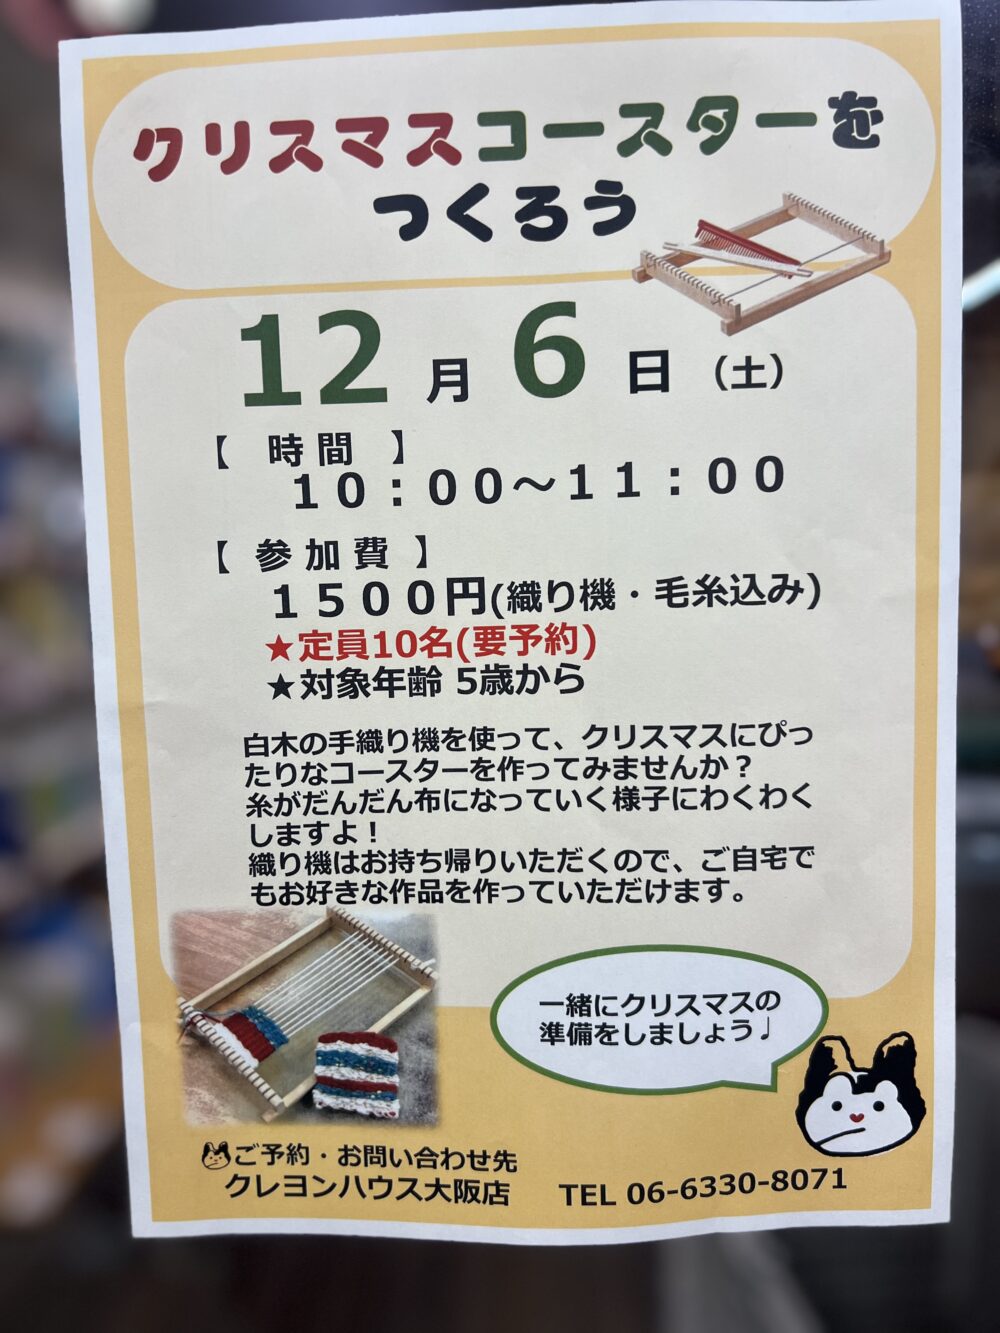 クリスマスコースターを
つくろう
12月6日（土）
【 時間 】
10：00～11：00
【 参加費 】
1500円(織り機・毛糸込み)
★定員10名(要予約)
★対象年齢 5歳から
白木の手織り機を使って、クリスマスにぴっ
たりなコースターを作ってみませんか？
糸がだんだん布になっていく様子にわくわく
しますよ！
織り機はお持ち帰りいただくので、ご自宅で
もお好きな作品を作っていただけます。
一緒にクリスマスの
準備をしましょう♩
ご予約・お問い合わせ先
クレヨンハウス大阪店 TEL 06-6330-8071